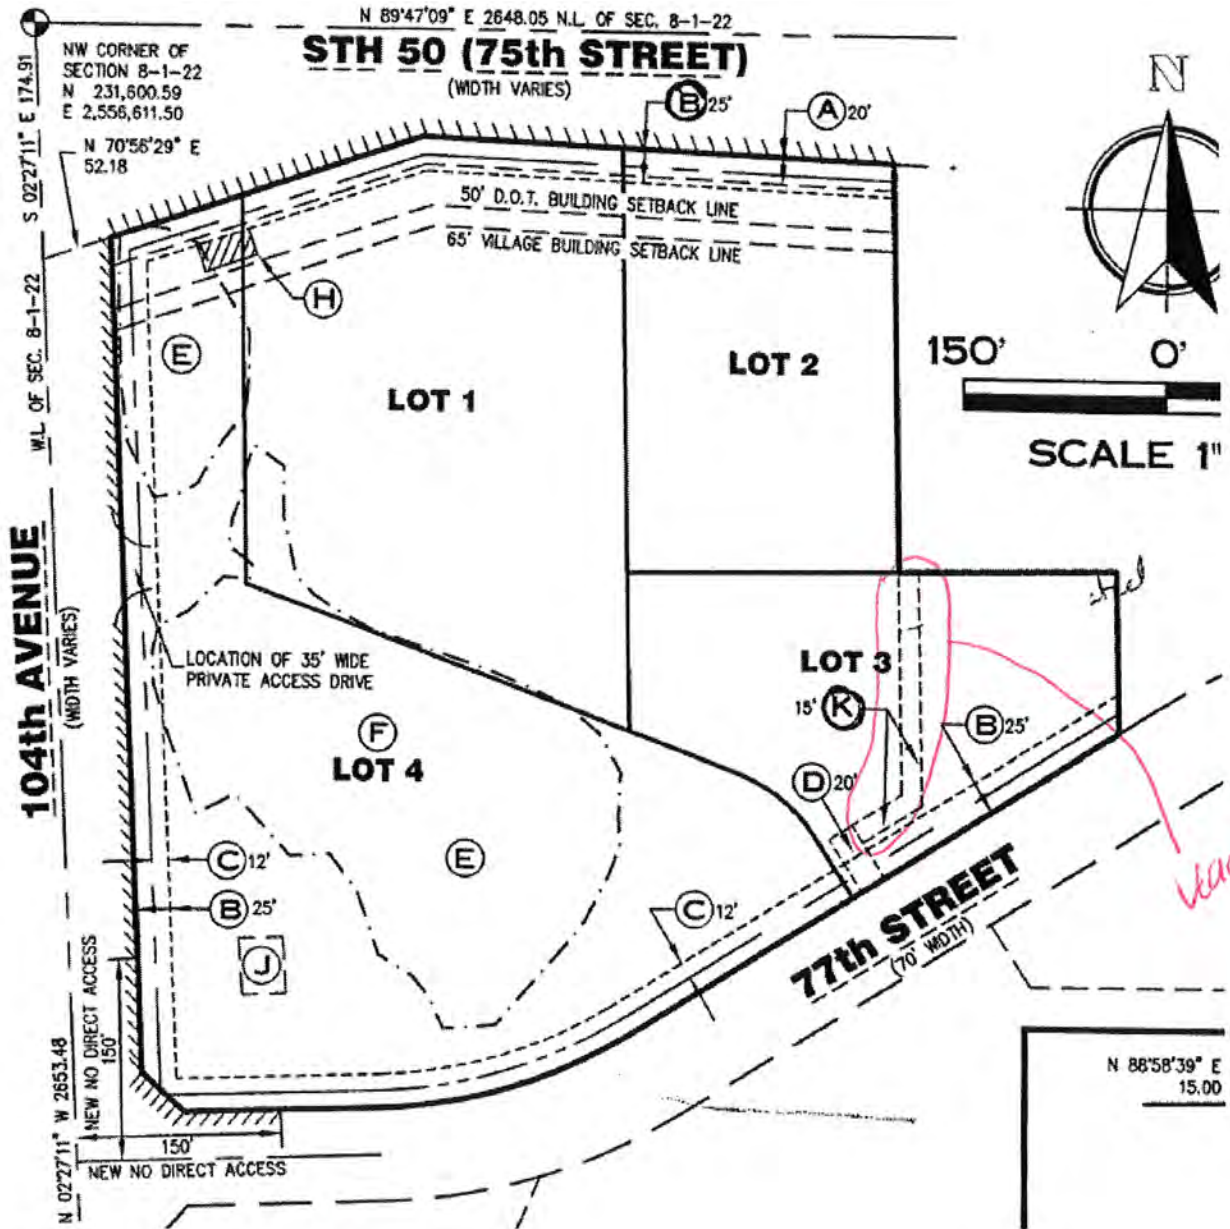 N 89°47'09" E 2648.05 N.L. OF SEC. 8-1-22
STH 50 (75th STREET)
(WIDTH VARIES)
NW CORNER OF
SECTION 8-1-22
N 231,600.59
E 2,556,611.50
N 70°56'29" E
52.18
S 02°27'11" E 174.91
W.L. OF SEC. 8-1-22
B 25'
A 20'
N
50' D.O.T. BUILDING SETBACK LINE
65' VILLAGE BUILDING SETBACK LINE
H
E
LOT 1
LOT 2
150'
0'
SCALE 1"
104th AVENUE
(WIDTH VARIES)
LOCATION OF 35' WIDE
PRIVATE ACCESS DRIVE
LOT 3
15' K
B 25'
F
LOT 4
D 20'
E
C 12'
B 25'
C 12'
J
77th STREET
(70' WIDTH)
NEW NO DIRECT ACCESS
150'
N 02°27'11" W 2653.48
150'
NEW NO DIRECT ACCESS
N 88°58'39" E
15.00